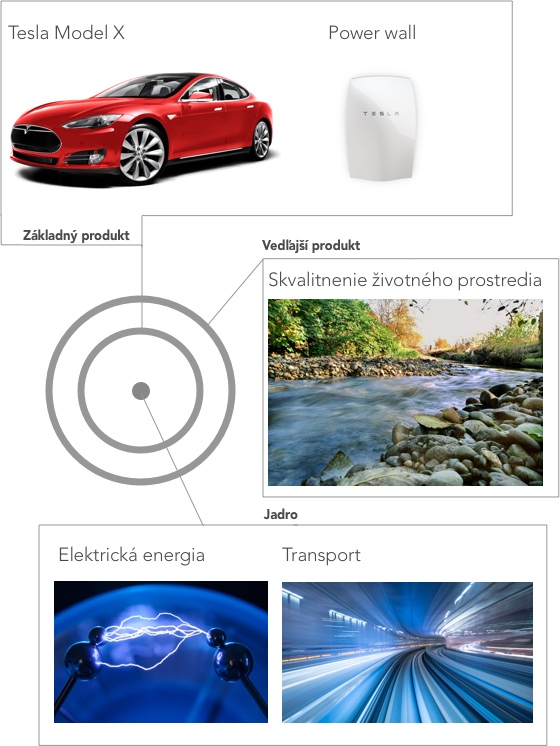 Tesla Model X
Power wall
TESLA
Základný produkt
Vedľajší produkt
Skvalitnenie životného prostredia
Jadro
Elektrická energia
Transport